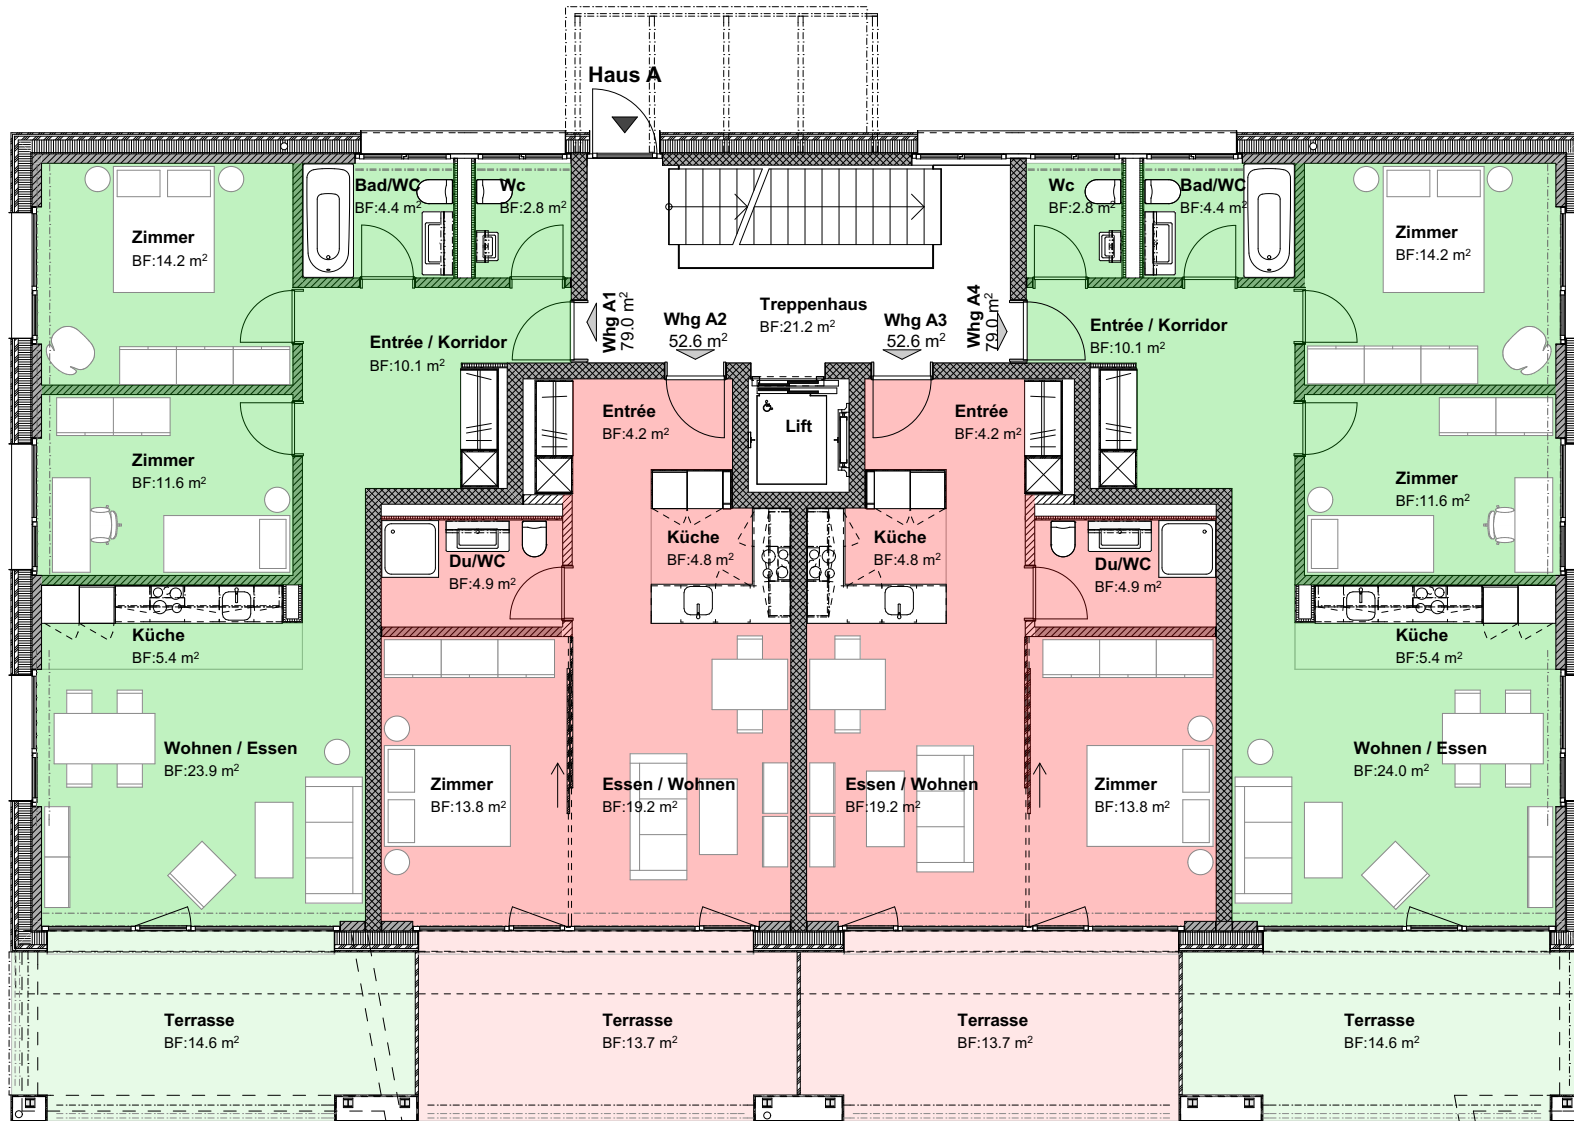 Haus A
Bad/WC
BF:4.4 m²
Wc
BF:2.8 m²
Wc
BF:2.8 m²
Bad/WC
BF:4.4 m²
Zimmer
BF:14.2 m²
Zimmer
BF:14.2 m²
Entrée / Korridor
BF:10.1 m²
Whg A1
79.0 m²
Whg A2
52.6 m²
Treppenhaus
BF:21.2 m²
Whg A3
52.6 m²
Whg A4
79.0 m²
Entrée / Korridor
BF:10.1 m²
Entrée
BF:4.2 m²
Lift
Entrée
BF:4.2 m²
Zimmer
BF:11.6 m²
Zimmer
BF:11.6 m²
Du/WC
BF:4.9 m²
Küche
BF:4.8 m²
Küche
BF:4.8 m²
Du/WC
BF:4.9 m²
Küche
BF:5.4 m²
Küche
BF:5.4 m²
Wohnen / Essen
BF:23.9 m²
Zimmer
BF:13.8 m²
Essen / Wohnen
BF:19.2 m²
Essen / Wohnen
BF:19.2 m²
Zimmer
BF:13.8 m²
Wohnen / Essen
BF:24.0 m²
Terrasse
BF:14.6 m²
Terrasse
BF:13.7 m²
Terrasse
BF:13.7 m²
Terrasse
BF:14.6 m²